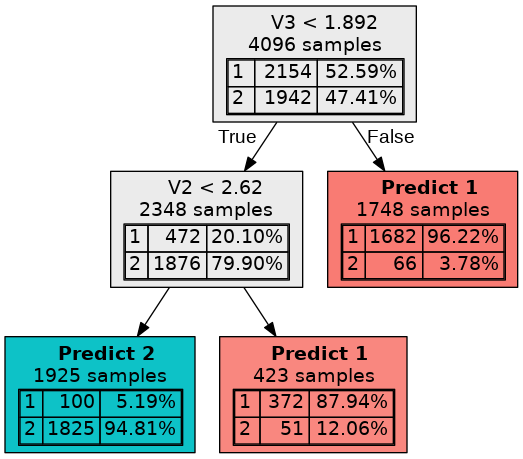 V3 < 1.892
4096 samples
1 2154 52.59%
2 1942 47.41%
True
False
V2 < 2.62
2348 samples
1 472 20.10%
2 1876 79.90%
Predict 1
1748 samples
1 1682 96.22%
2 66 3.78%
Predict 2
1925 samples
1 100 5.19%
2 1825 94.81%
Predict 1
423 samples
1 372 87.94%
2 51 12.06%